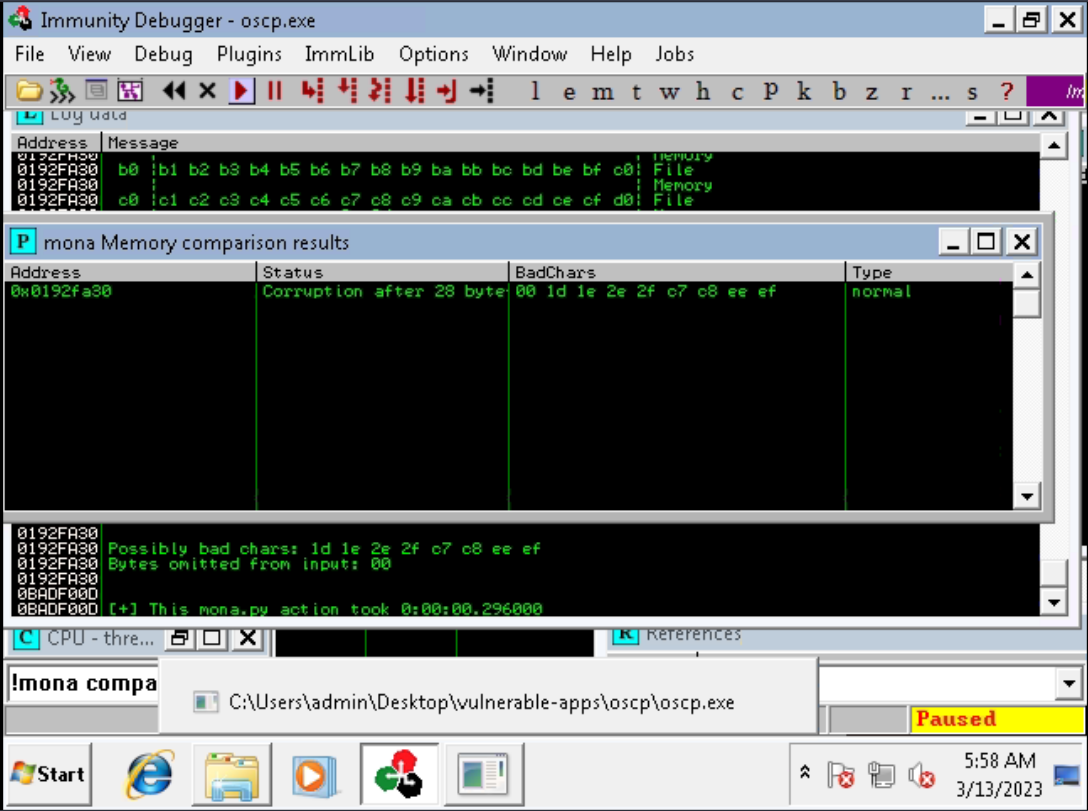 Immunity Debugger - oscp.exe
File View Debug Plugins ImmLib Options Window Help Jobs
l e m t w h c P k b z r ... s ?
Log data
Address Message
0192FA30 Memory
0192FA30 b0 |b1 b2 b3 b4 b5 b6 b7 b8 b9 ba bb bc bd be bf c0| File
0192FA30 Memory
0192FA30 c0 |c1 c2 c3 c4 c5 c6 c7 c8 c9 ca cb cc cd ce cf d0| File
mona Memory comparison results
Address Status BadChars Type
0x0192fa30 Corruption after 28 byte 00 1d 1e 2e 2f c7 c8 ee ef normal
0192FA30
0192FA30 Possibly bad chars: 1d 1e 2e 2f c7 c8 ee ef
0192FA30 Bytes omitted from input: 00
0192FA30
0BADF00D
0BADF00D [+] This mona.py action took 0:00:00.296000
CPU - thre... References
!mona compa
C:\Users\admin\Desktop\vulnerable-apps\oscp\oscp.exe
Paused
Start
5:58 AM
3/13/2023